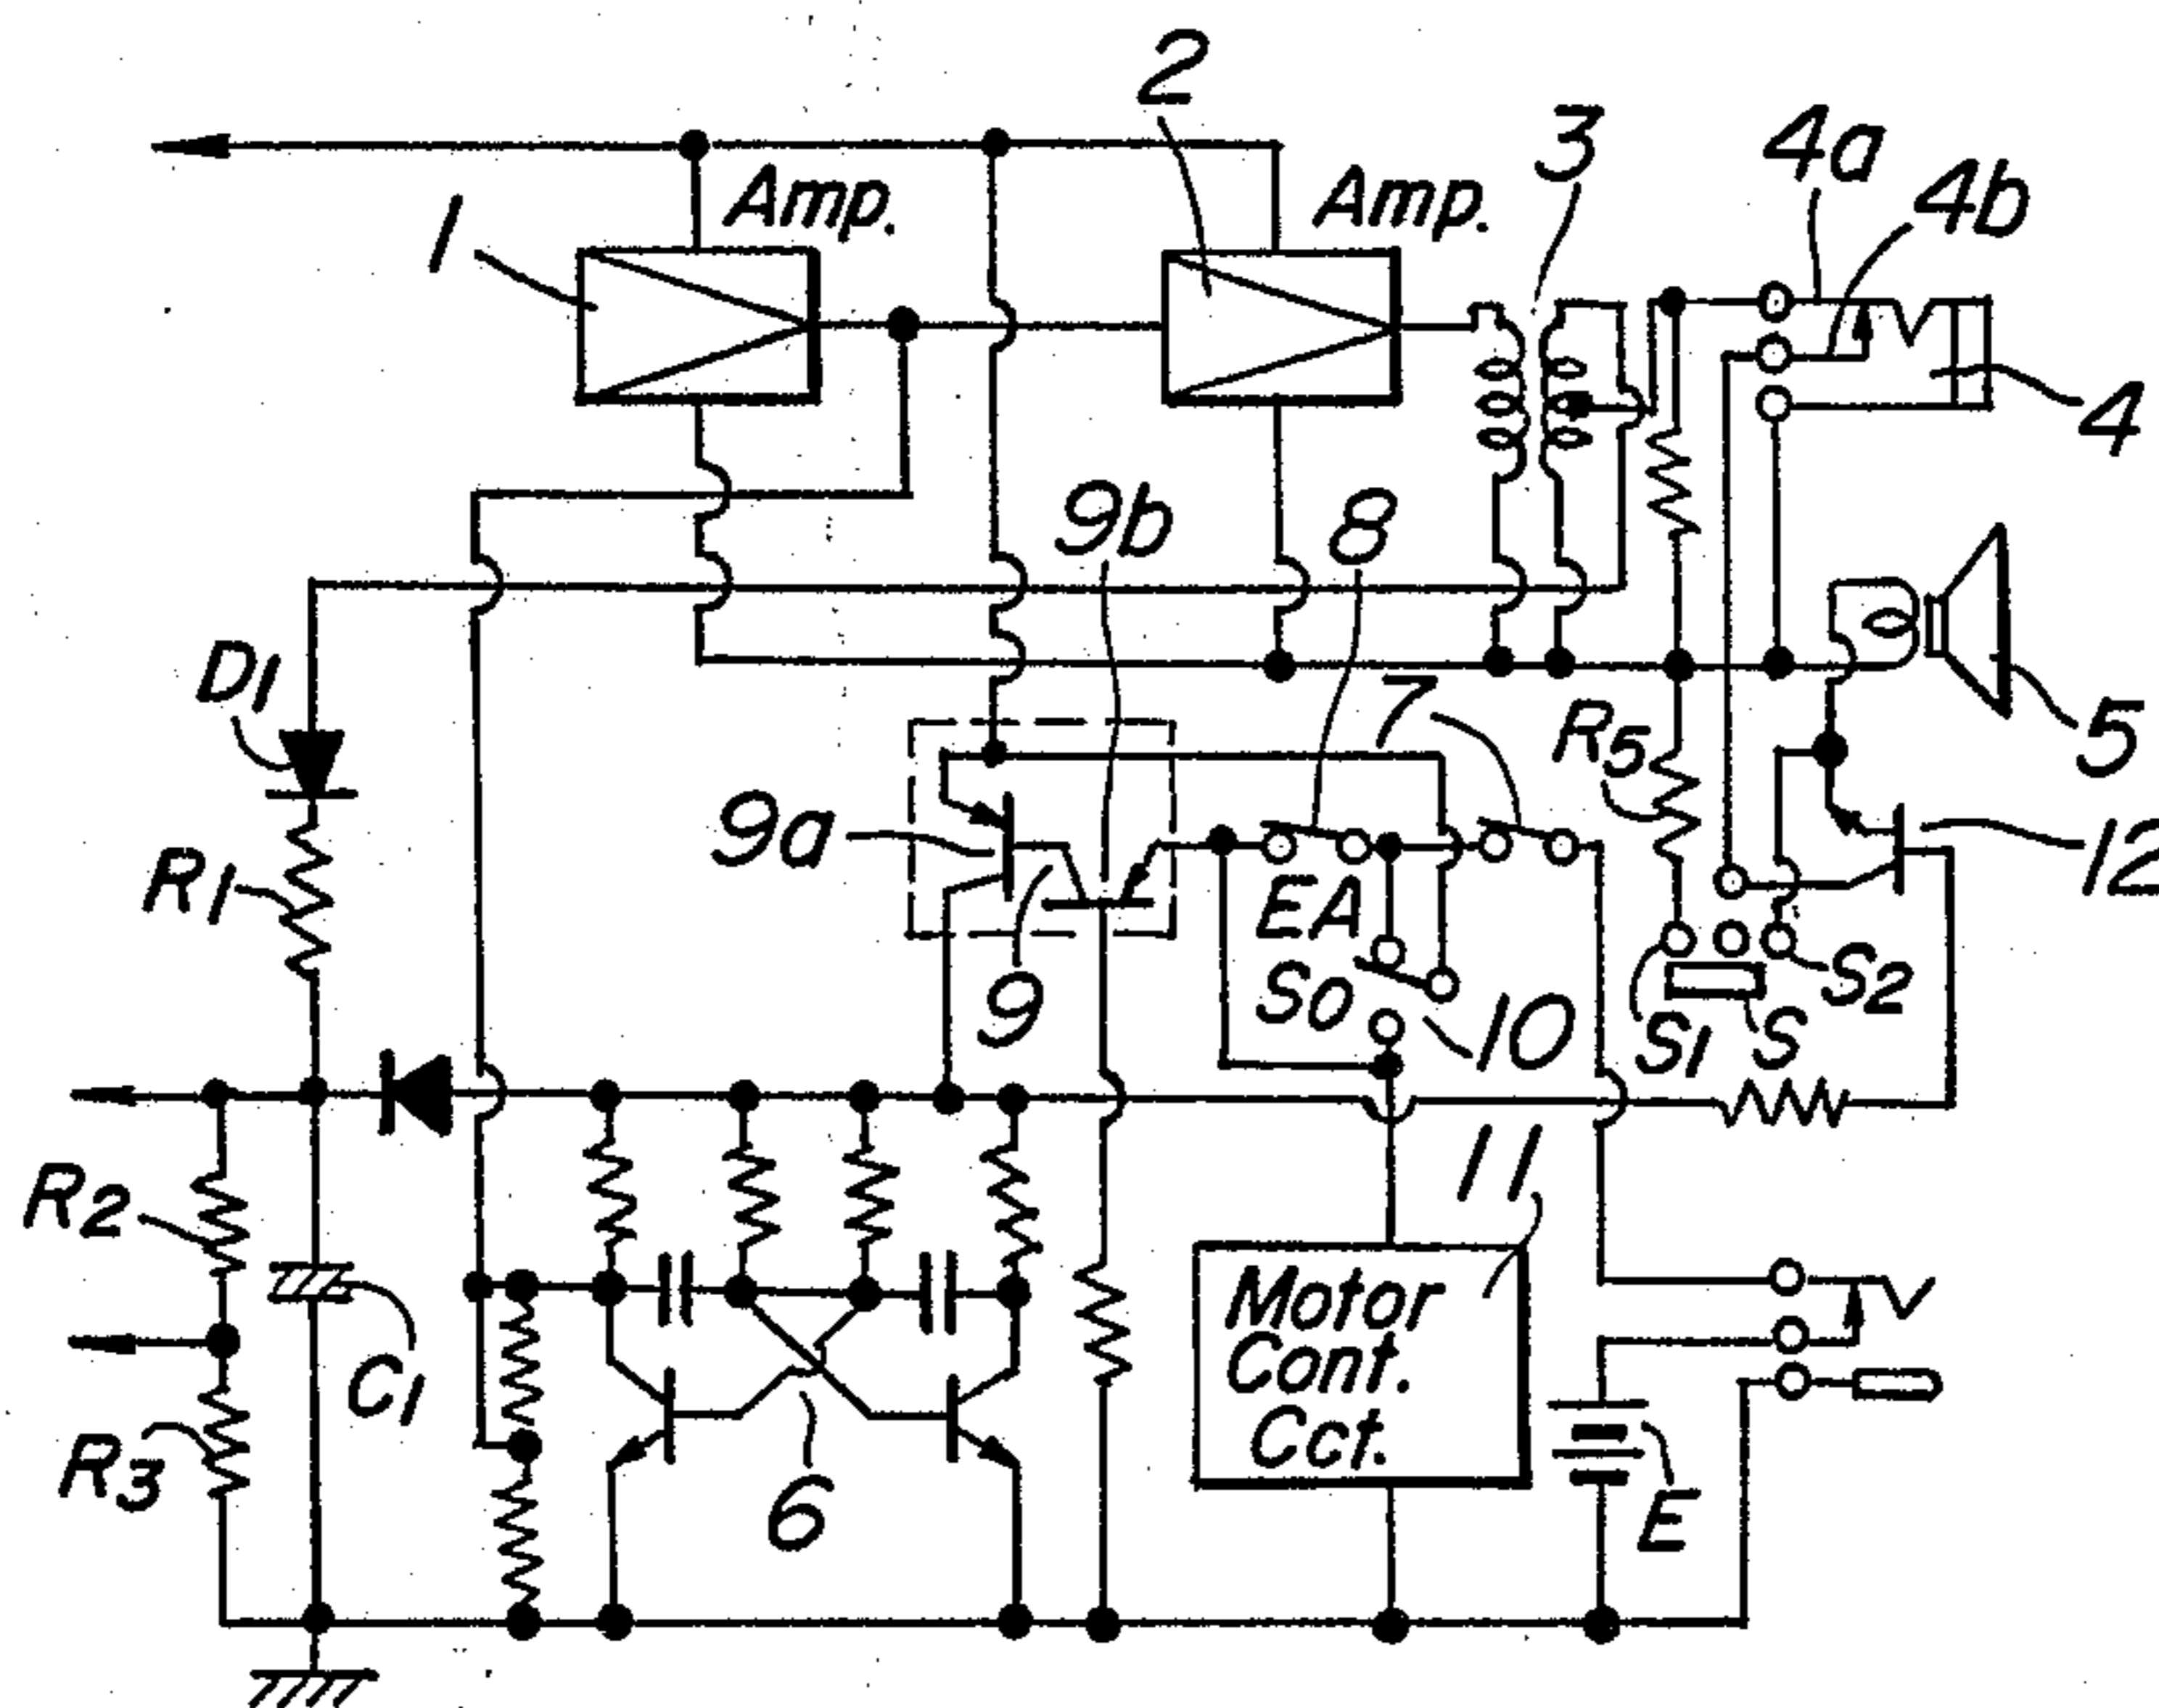 2
3
4a
4b
Amp.
Amp.
1
4
9b
8
D1
7
R5
5
9a
R1
12
EA
9
So
10
S1
S
S2
11
R2
Motor
Cont.
Cct.
C1
R3
6
E